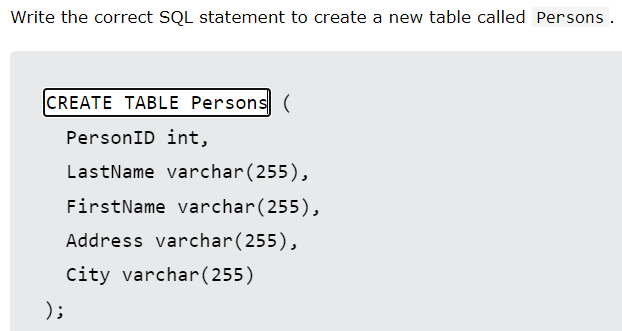 Write the correct SQL statement to create a new table called Persons.
CREATE TABLE Persons (
PersonID int,
LastName varchar(255),
FirstName varchar(255),
Address varchar(255),
City varchar(255)
);